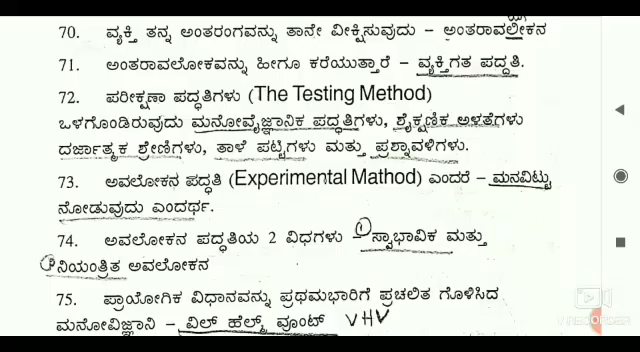 70. ವ್ಯಕ್ತಿ ತನ್ನ ಅಂತರಂಗವನ್ನು ತಾನೇ ವೀಕ್ಷಿಸುವುದು – ಅಂತರಾವಲೋಕನ
71. ಅಂತರಾವಲೋಕವನ್ನು ಹೀಗೂ ಕರೆಯುತ್ತಾರೆ – ವ್ಯಕ್ತಿಗತ ಪದ್ಧತಿ.
72. ಪರೀಕ್ಷಣಾ ಪದ್ಧತಿಗಳು (The Testing Method)
ಒಳಗೊಂಡಿರುವುದು ಮನೋವೈಜ್ಞಾನಿಕ ಪದ್ಧತಿಗಳು, ಶೈಕ್ಷಣಿಕ ಅಳತೆಗಳು
ದರ್ಜಾತ್ಮಕ ಶ್ರೇಣಿಗಳು, ತಾಳೆ ಪಟ್ಟಿಗಳು ಮತ್ತು ಪ್ರಶ್ನಾವಳಿಗಳು.
73. ಅವಲೋಕನ ಪದ್ಧತಿ (Experimental Mathod) ಎಂದರೆ – ಮನವಿಟ್ಟು
ನೋಡುವುದು ಎಂದರ್ಥ.
74. ಅವಲೋಕನ ಪದ್ಧತಿಯ 2 ವಿಧಗಳು – ① ಸ್ವಾಭಾವಿಕ ಮತ್ತು
ನಿಯಂತ್ರಿತ ಅವಲೋಕನ
75. ಪ್ರಾಯೋಗಿಕ ವಿಧಾನವನ್ನು ಪ್ರಥಮಭಾರಿಗೆ ಪ್ರಚಲಿತ ಗೊಳಿಸಿದ
ಮನೋವಿಜ್ಞಾನಿ – ವಿಲ್ ಹೆಲ್ಮ್ ವೂಂಟ್ VHV